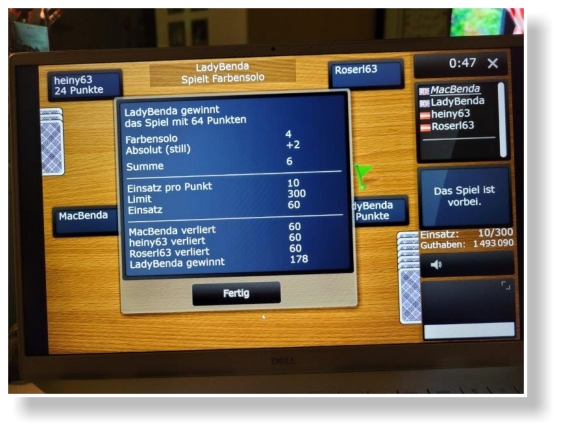 LadyBenda
Spielt Farbensolo
heiny63
24 Punkte
Roserl63
0:47
MacBenda
LadyBenda
heiny63
Roserl63
LadyBenda gewinnt
das Spiel mit 64 Punkten
Farbensolo 4
Absolut (still) +2
Summe 6
Einsatz pro Punkt 10
Limit 300
Einsatz 60
MacBenda verliert 60
heiny63 verliert 60
Roserl63 verliert 60
LadyBenda gewinnt 178
Fertig
MacBenda
dyBenda
Punkte
Das Spiel ist
vorbei.
Einsatz: 10/300
Guthaben: 1493090
DELL